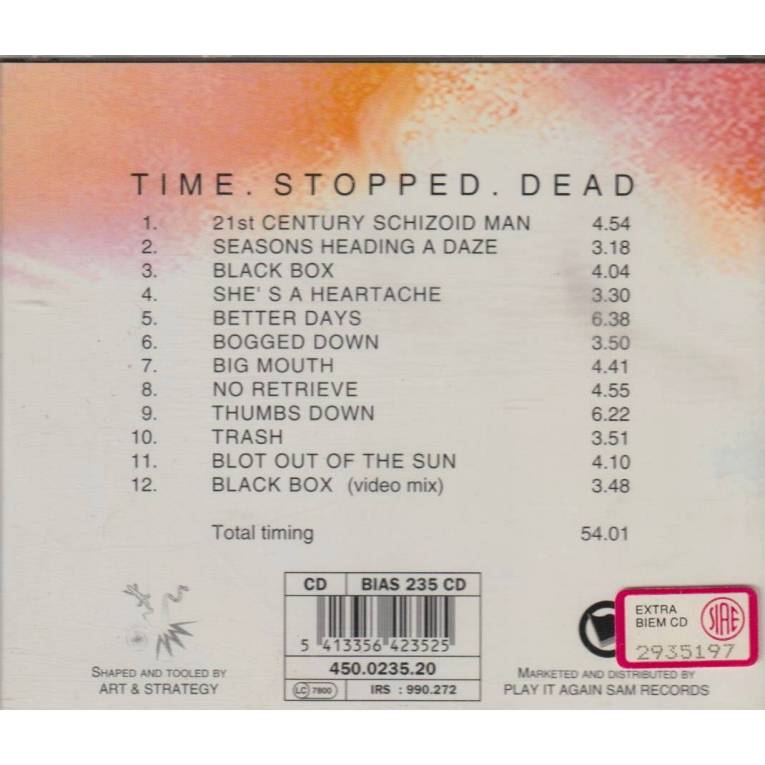 TIME. STOPPED. DEAD
1. 21st CENTURY SCHIZOID MAN 4.54
2. SEASONS HEADING A DAZE 3.18
3. BLACK BOX 4.04
4. SHE' S A HEARTACHE 3.30
5. BETTER DAYS 6.38
6. BOGGED DOWN 3.50
7. BIG MOUTH 4.41
8. NO RETRIEVE 4.55
9. THUMBS DOWN 6.22
10. TRASH 3.51
11. BLOT OUT OF THE SUN 4.10
12. BLACK BOX (video mix) 3.48
Total timing 54.01
CD BIAS 235 CD
5 413356 423525
450.0235.20
LC 7800 IRS : 990.272
SHAPED AND TOOLED BY
ART & STRATEGY
EXTRA
BIEM CD
SIAE
2935197
MARKETED AND DISTRIBUTED BY
PLAY IT AGAIN SAM RECORDS